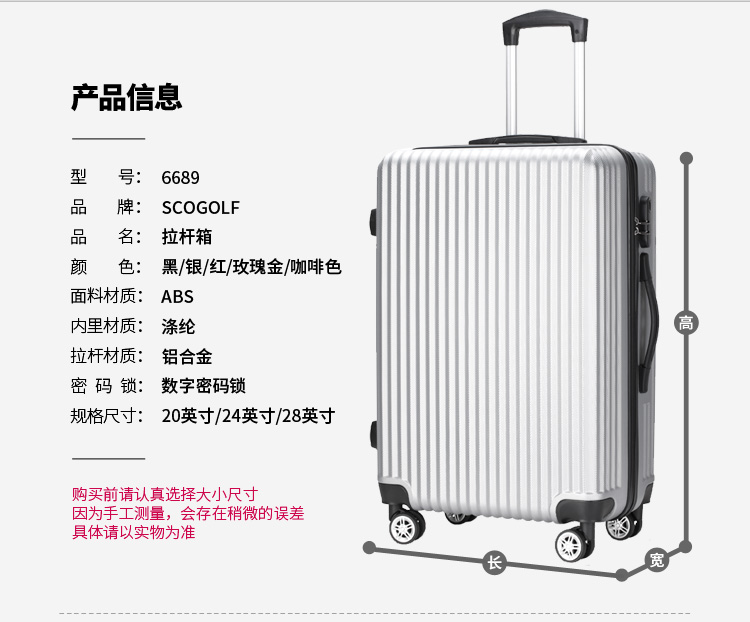 产品信息
型 号: 6689
品 牌: SCOGOLF
品 名: 拉杆箱
颜 色: 黑/银/红/玫瑰金/咖啡色
面料材质: ABS
内里材质: 涤纶
拉杆材质: 铝合金
密 码 锁: 数字密码锁
规格尺寸: 20英寸/24英寸/28英寸
购买前请认真选择大小尺寸
因为手工测量，会存在稍微的误差
具体请以实物为准
高
长
宽